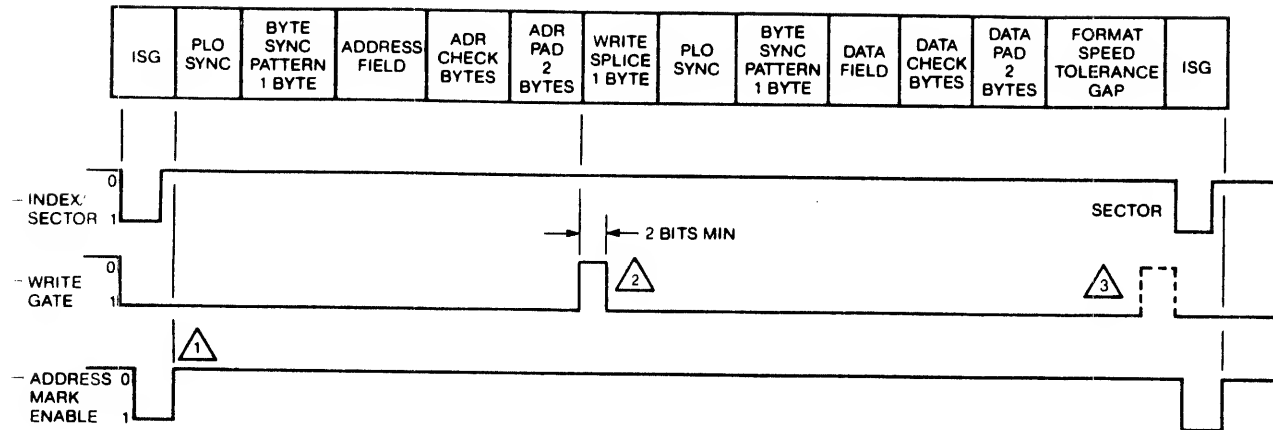 ISG
PLO
SYNC
BYTE
SYNC
PATTERN
1 BYTE
ADDRESS
FIELD
ADR
CHECK
BYTES
ADR
PAD
2
BYTES
WRITE
SPLICE
1 BYTE
PLO
SYNC
BYTE
SYNC
PATTERN
1 BYTE
DATA
FIELD
DATA
CHECK
BYTES
DATA
PAD
2
BYTES
FORMAT
SPEED
TOLERANCE
GAP
ISG
– INDEX/
SECTOR
0
1
SECTOR
2 BITS MIN
– WRITE
GATE
0
1
2
3
1
– ADDRESS
MARK
ENABLE
0
1